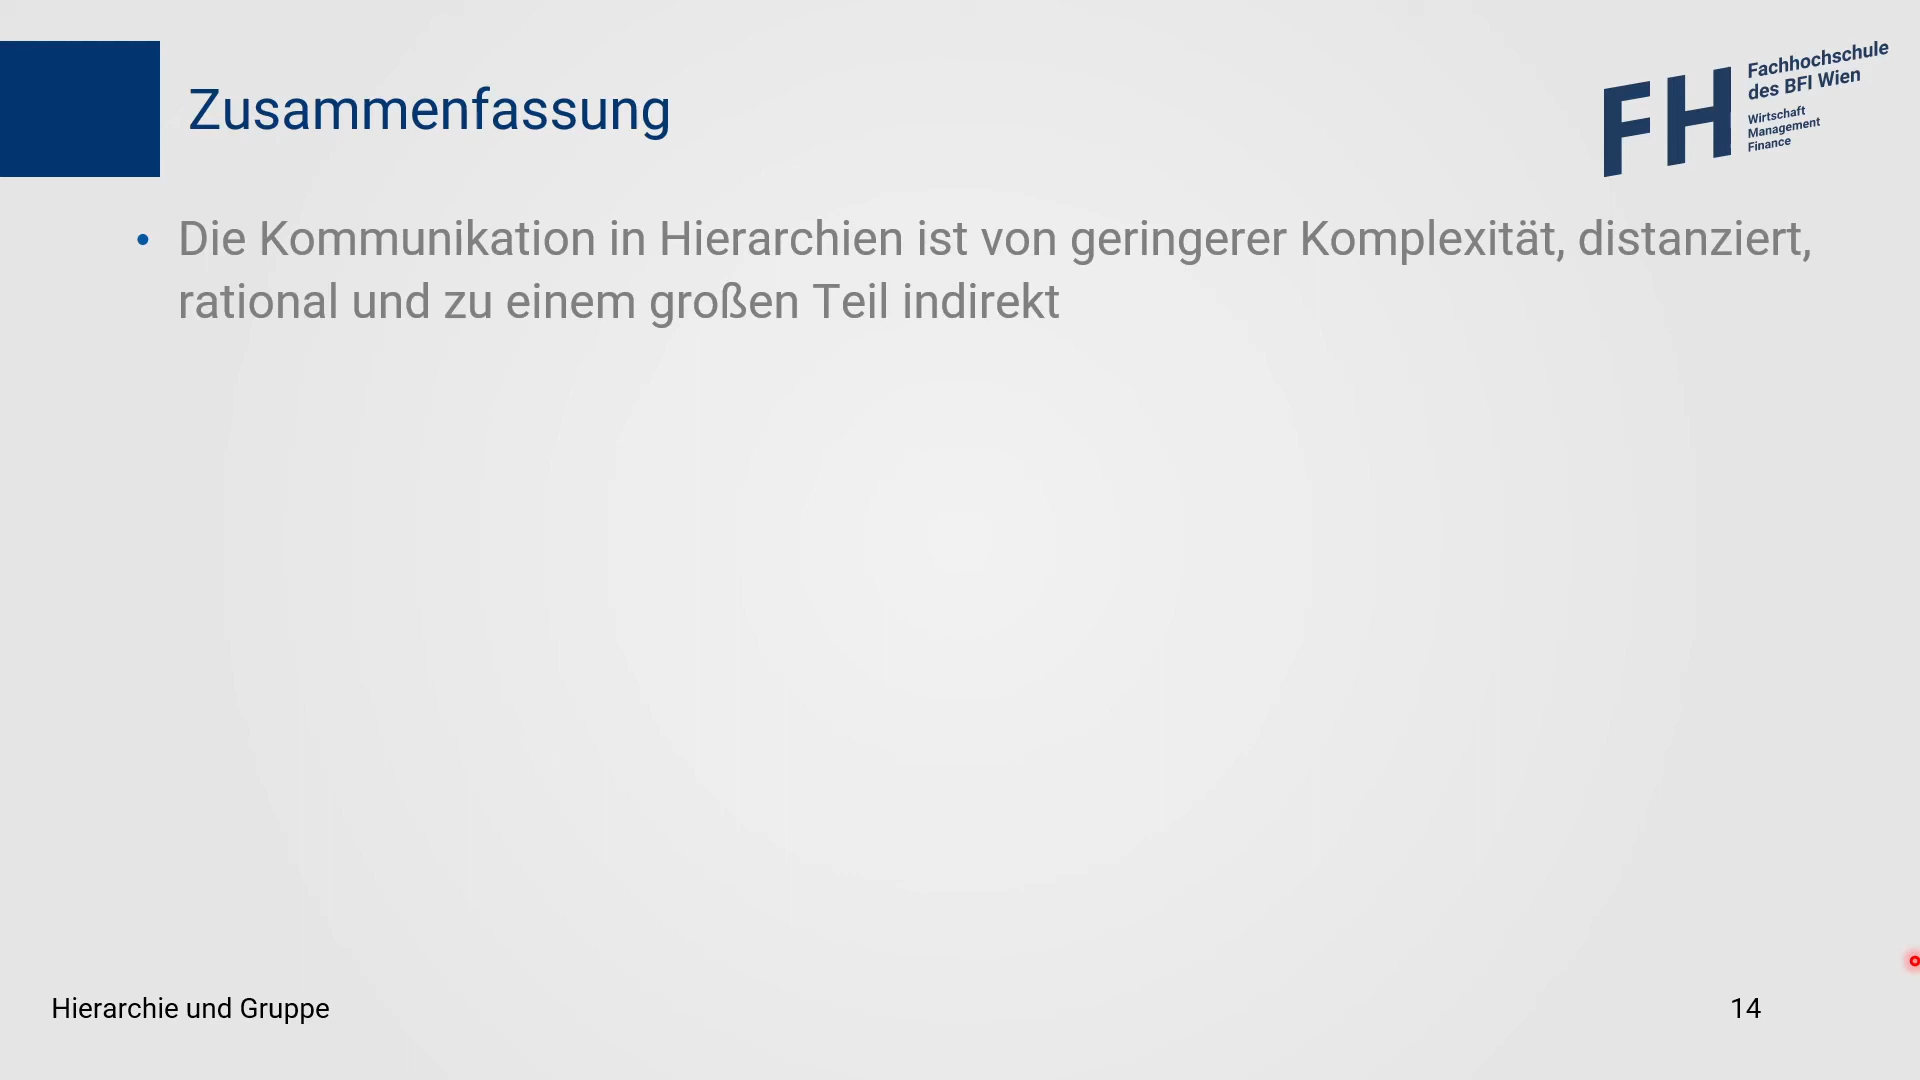 Zusammenfassung
FH
Fachhochschule
des BFI Wien
Wirtschaft
Management
Finance
• Die Kommunikation in Hierarchien ist von geringerer Komplexität, distanziert,
rational und zu einem großen Teil indirekt
Hierarchie und Gruppe
14